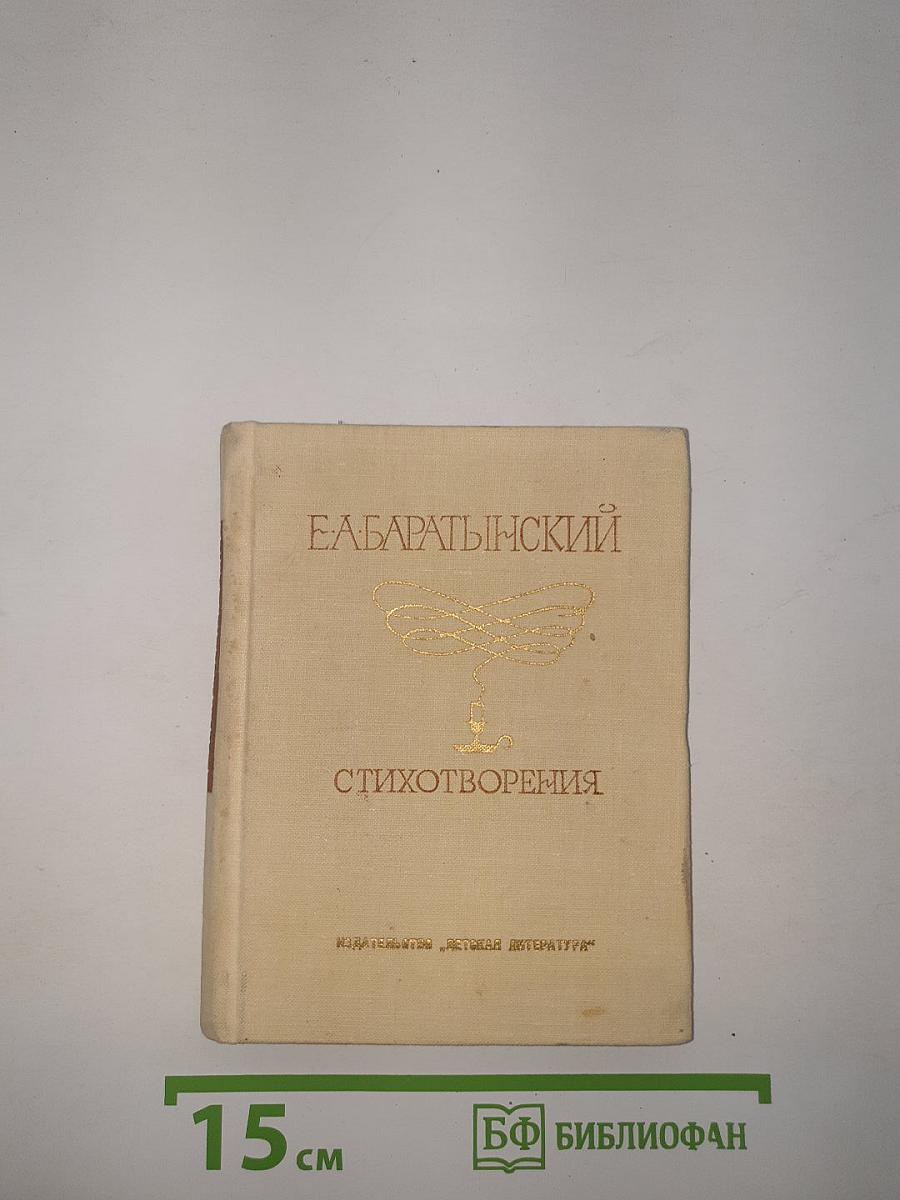 Е·А·БАРАТЫНСКИЙ
СТИХОТВОРЕНИЯ
ИЗДАТЕЛЬСТВО „ДЕТСКАЯ ЛИТЕРАТУРА“
15 см
БФ БИБЛИОФАН